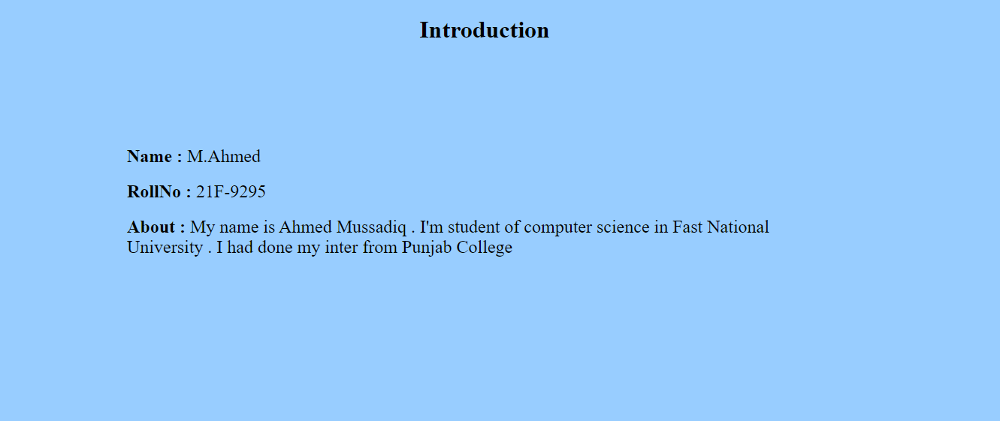 Introduction
Name : M.Ahmed
RollNo : 21F-9295
About : My name is Ahmed Mussadiq . I'm student of computer science in Fast National
University . I had done my inter from Punjab College